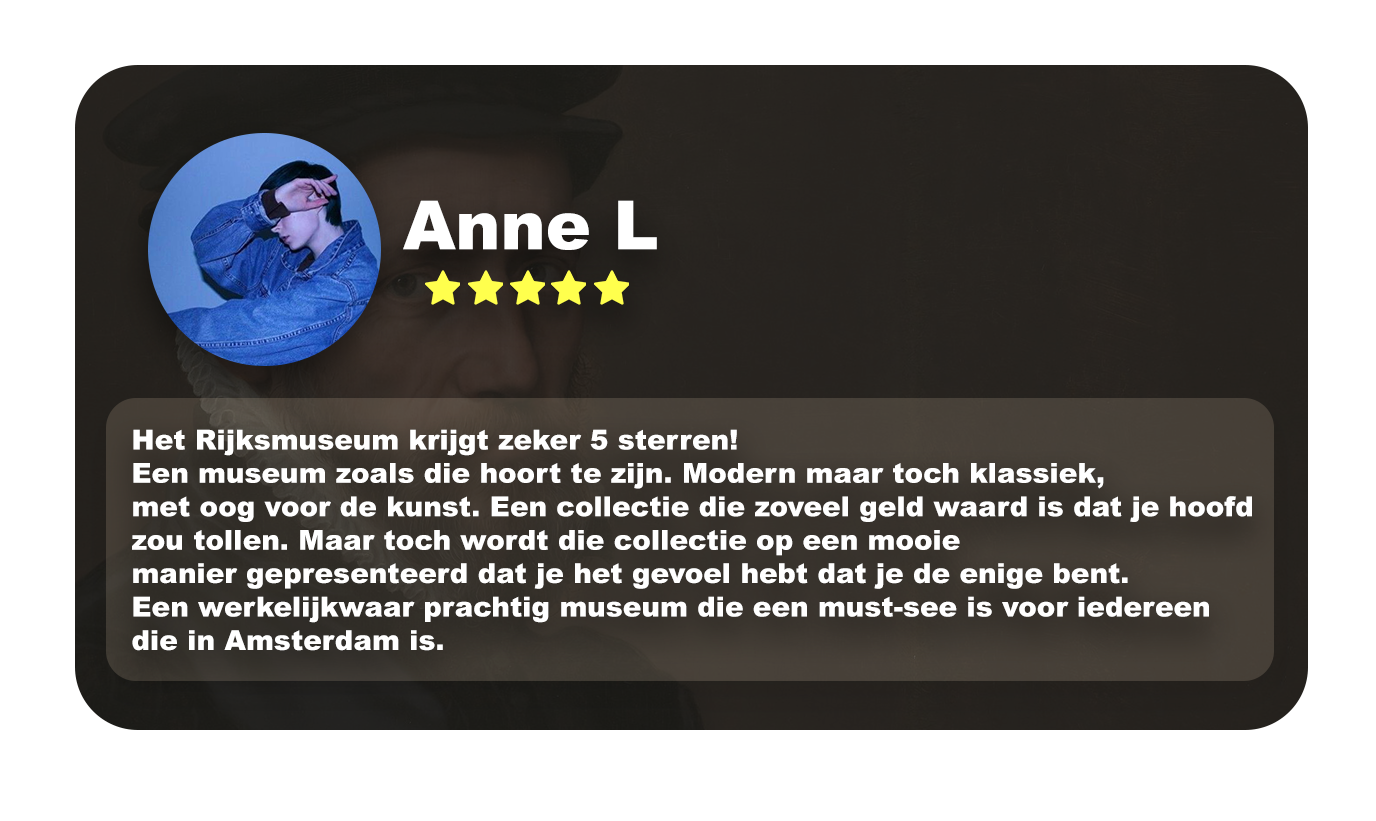 Anne L
Het Rijksmuseum krijgt zeker 5 sterren!
Een museum zoals die hoort te zijn. Modern maar toch klassiek,
met oog voor de kunst. Een collectie die zoveel geld waard is dat je hoofd
zou tollen. Maar toch wordt die collectie op een mooie
manier gepresenteerd dat je het gevoel hebt dat je de enige bent.
Een werkelijkwaar prachtig museum die een must-see is voor iedereen
die in Amsterdam is.